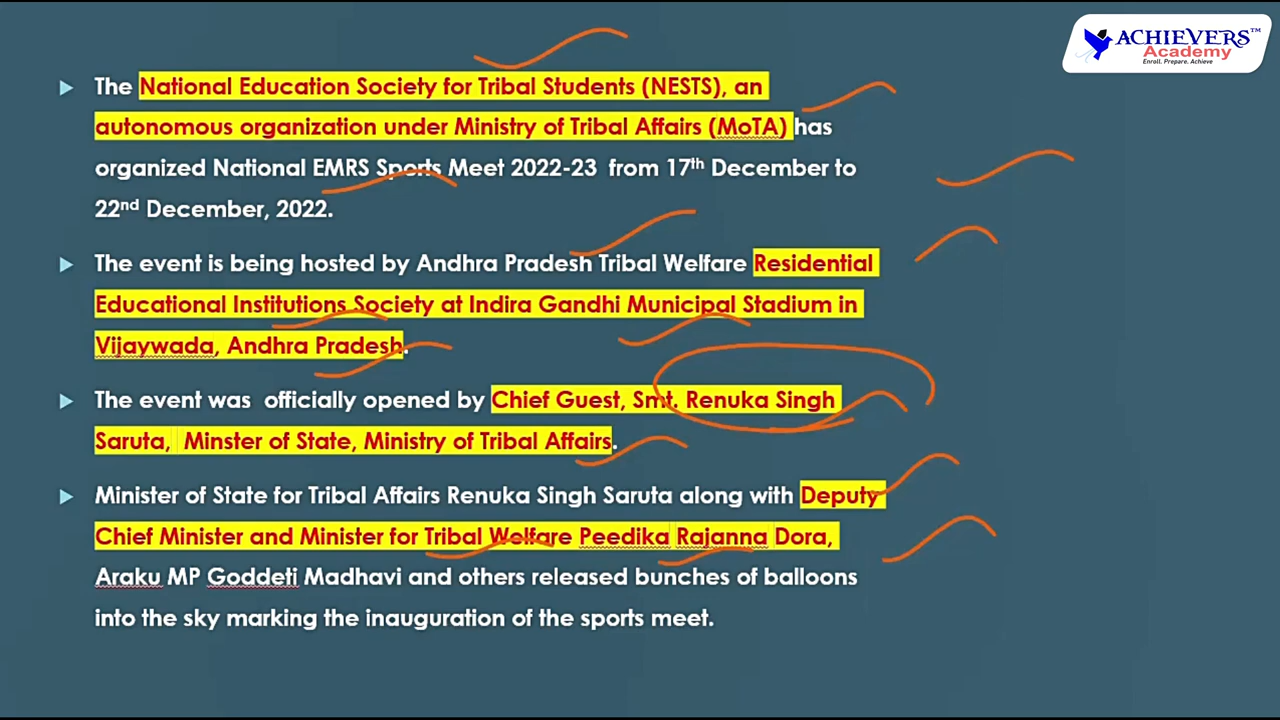 ACHIEVERS™
Academy
Enroll. Prepare. Achieve
The National Education Society for Tribal Students (NESTS), an
autonomous organization under Ministry of Tribal Affairs (MoTA) has
organized National EMRS Sports Meet 2022-23 from 17th December to
22nd December, 2022.
The event is being hosted by Andhra Pradesh Tribal Welfare Residential
Educational Institutions Society at Indira Gandhi Municipal Stadium in
Vijaywada, Andhra Pradesh.
The event was officially opened by Chief Guest, Smt. Renuka Singh
Saruta, Minster of State, Ministry of Tribal Affairs.
Minister of State for Tribal Affairs Renuka Singh Saruta along with Deputy
Chief Minister and Minister for Tribal Welfare Peedika Rajanna Dora,
Araku MP Goddeti Madhavi and others released bunches of balloons
into the sky marking the inauguration of the sports meet.